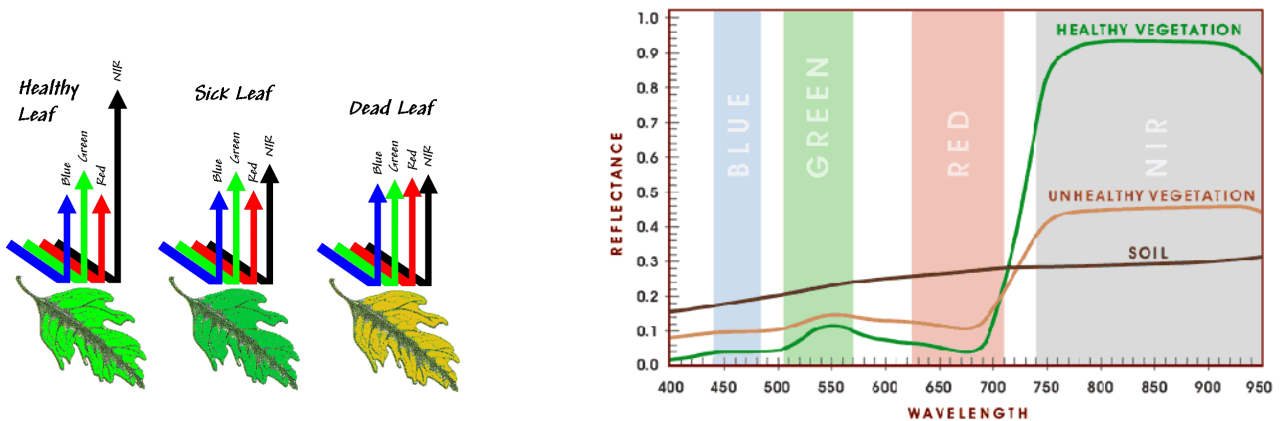 Healthy
Leaf
Blue
Green
Red
NIR
Sick Leaf
Blue
Green
Red
NIR
Dead Leaf
Blue
Green
Red
NIR
REFLECTANCE
1.0
0.9
0.8
0.7
0.6
0.5
0.4
0.3
0.2
0.1
0.0
BLUE
GREEN
RED
NIR
HEALTHY VEGETATION
UNHEALTHY VEGETATION
SOIL
400 450 500 550 600 650 700 750 800 850 900 950
WAVELENGTH